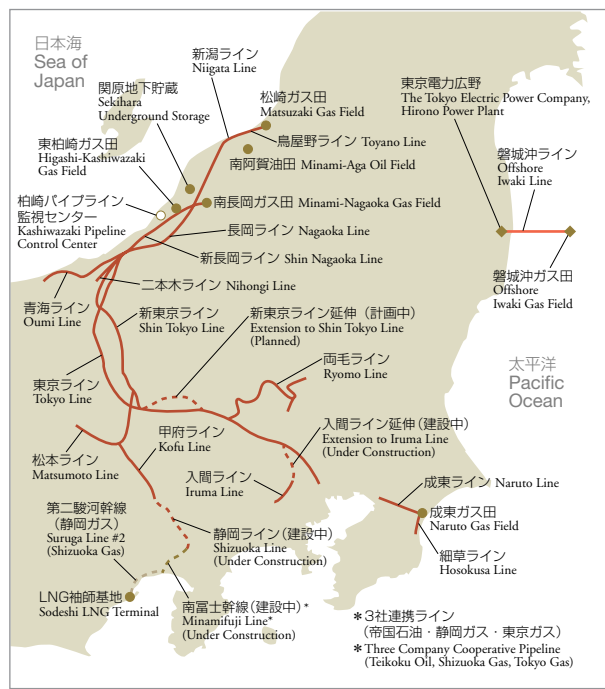 日本海
Sea of
Japan
新潟ライン
Niigata Line
関原地下貯蔵
Sekihara
Underground Storage
松崎ガス田
Matsuzaki Gas Field
東京電力広野
The Tokyo Electric Power Company,
Hirono Power Plant
東柏崎ガス田
Higashi-Kashiwazaki
Gas Field
鳥屋野ライン Toyano Line
南阿賀油田 Minami-Aga Oil Field
磐城沖ライン
Offshore
Iwaki Line
柏崎パイプライン
監視センター
Kashiwazaki Pipeline
Control Center
南長岡ガス田 Minami-Nagaoka Gas Field
長岡ライン Nagaoka Line
新長岡ライン Shin Nagaoka Line
磐城沖ガス田
Offshore
Iwaki Gas Field
青海ライン
Oumi Line
二本木ライン Nihongi Line
新東京ライン
Shin Tokyo Line
新東京ライン延伸（計画中）
Extension to Shin Tokyo Line
(Planned)
両毛ライン
Ryomo Line
太平洋
Pacific
Ocean
東京ライン
Tokyo Line
入間ライン延伸（建設中）
Extension to Iruma Line
(Under Construction)
甲府ライン
Kofu Line
松本ライン
Matsumoto Line
入間ライン
Iruma Line
成東ライン Naruto Line
第二駿河幹線
（静岡ガス）
Suruga Line #2
(Shizuoka Gas)
静岡ライン（建設中）
Shizuoka Line
(Under Construction)
成東ガス田
Naruto Gas Field
細草ライン
Hosokusa Line
LNG袖師基地
Sodeshi LNG Terminal
南富士幹線（建設中）*
Minamifuji Line*
(Under Construction)
*3社連携ライン
（帝国石油・静岡ガス・東京ガス）
* Three Company Cooperative Pipeline
(Teikoku Oil, Shizuoka Gas, Tokyo Gas)